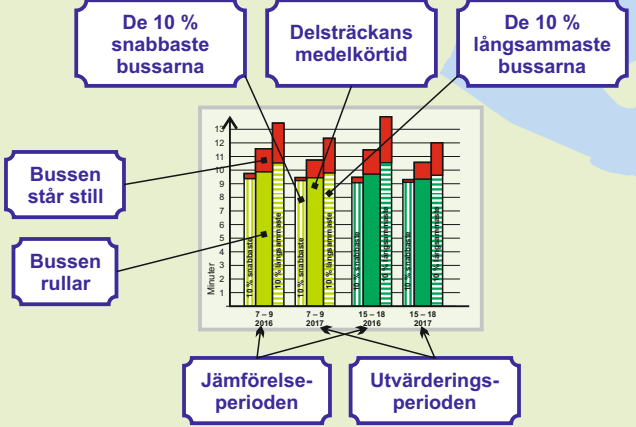 De 10 %
snabbaste
bussarna
Delsträckans
medelkörtid
De 10 %
långsammaste
bussarna
Bussen
står still
Bussen
rullar
Minuter
13
12
11
10
9
8
7
6
5
4
3
2
1
10 % snabbaste
10 % långsammaste
10 % snabbaste
10 % långsammaste
10 % snabbaste
10 % långsammaste
10 % snabbaste
10 % långsammaste
7 – 9
2016
7 – 9
2017
15 – 18
2016
15 – 18
2017
Jämförelse-
perioden
Utvärderings-
perioden